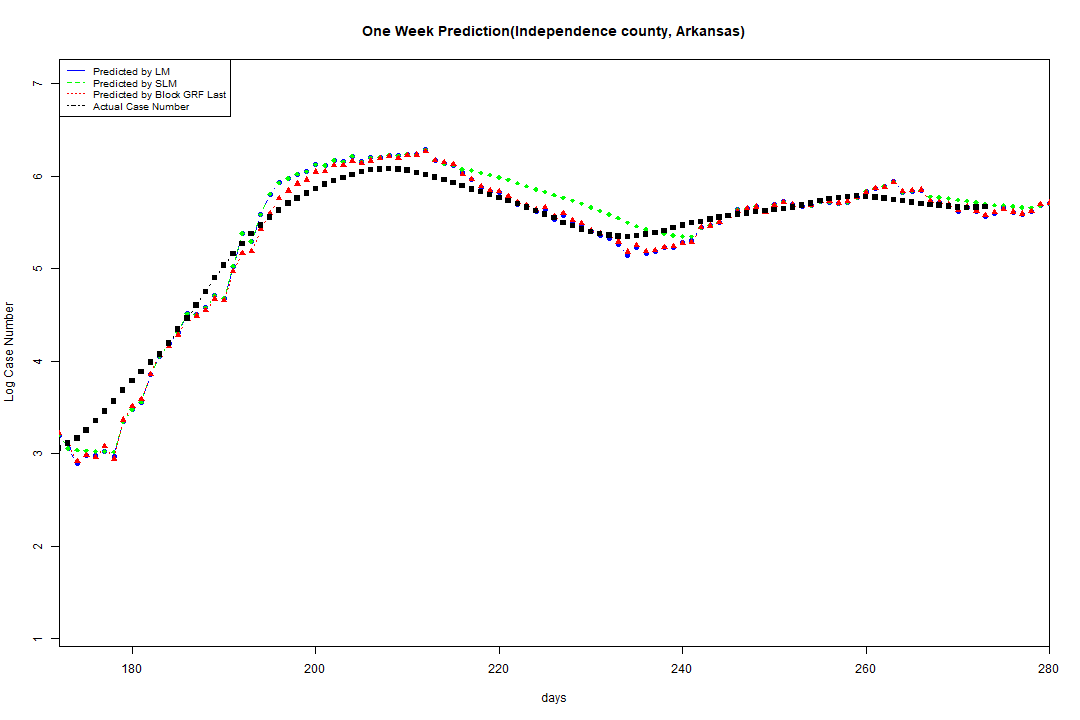 One Week Prediction(Independence county, Arkansas)
Predicted by LM
Predicted by SLM
Predicted by Block GRF Last
Actual Case Number
7
6
5
4
3
2
1
Log Case Number
180 200 220 240 260 280
days